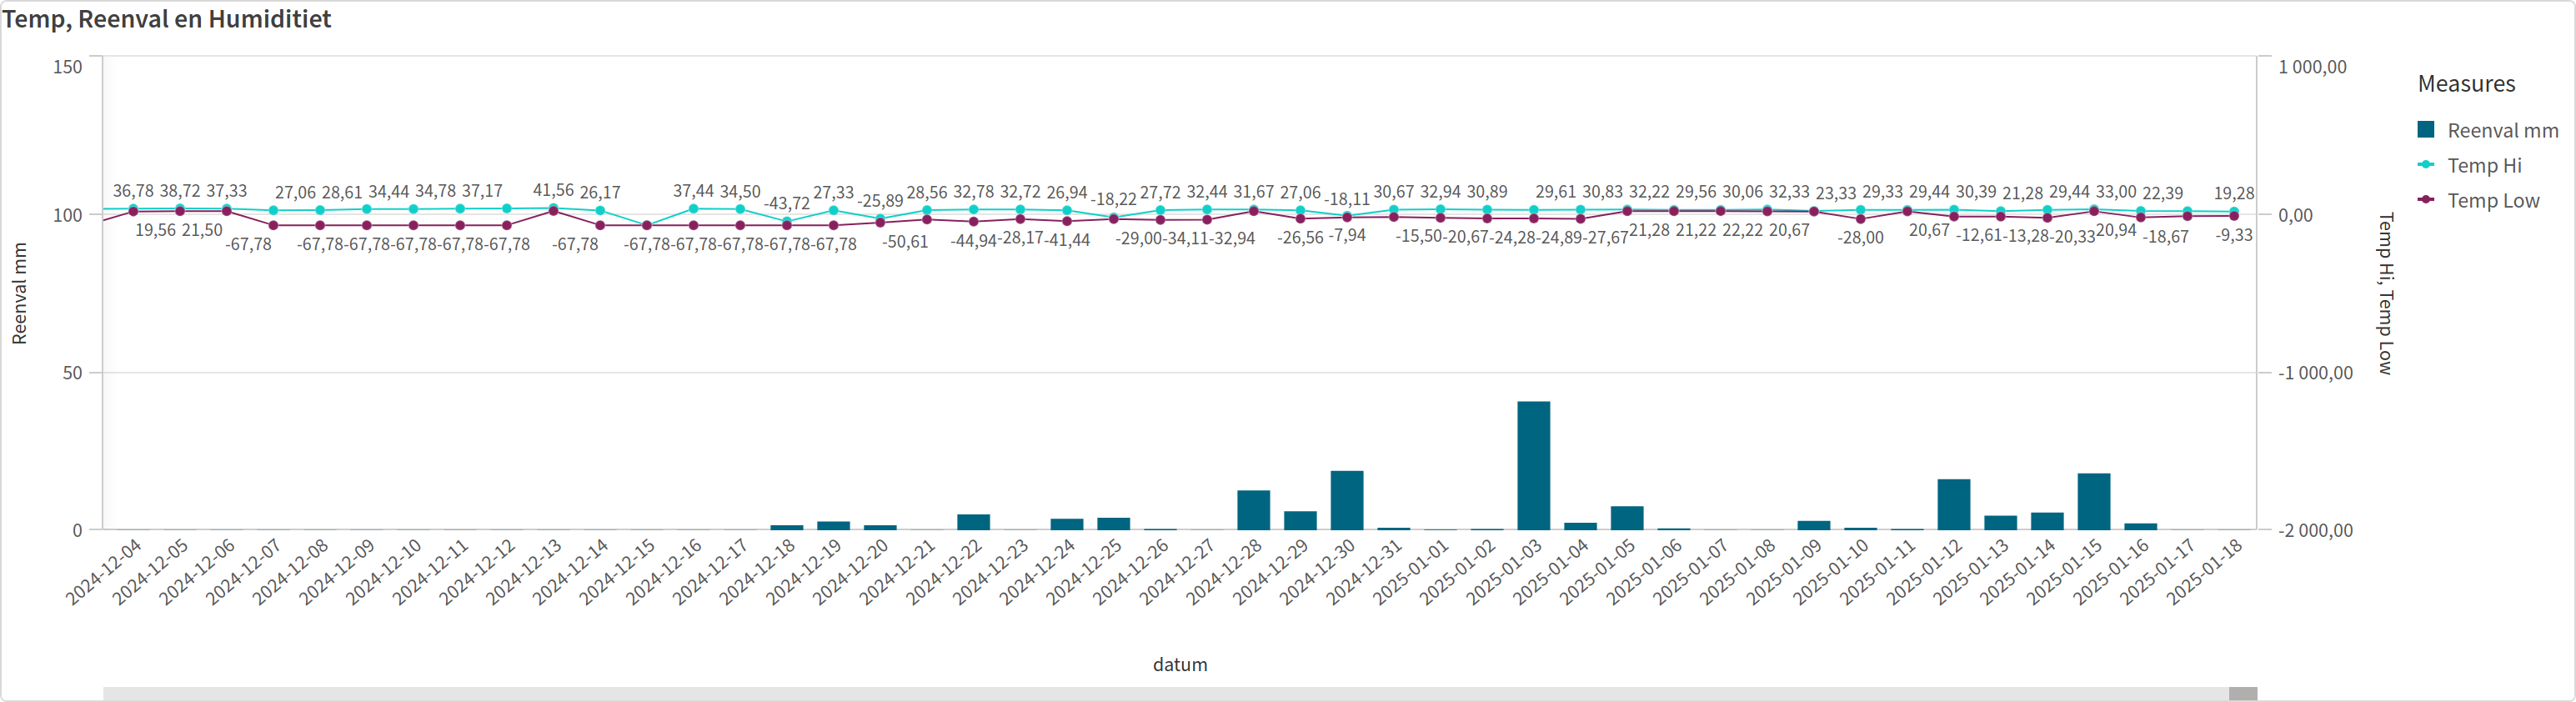 Temp, Reenval en Humiditiet
150
100
50
0
Reenval mm
1 000,00
0,00
-1 000,00
-2 000,00
Temp Hi, Temp Low
Measures
Reenval mm
Temp Hi
Temp Low
36,78 38,72 37,33 27,06 28,61 34,44 34,78 37,17 41,56 26,17 37,44 34,50 -43,72 27,33 -25,89 28,56 32,78 32,72 26,94 -18,22 27,72 32,44 31,67 27,06 -18,11 30,67 32,94 30,89 29,61 30,83 32,22 29,56 30,06 32,33 23,33 29,33 29,44 30,39 21,28 29,44 33,00 22,39 19,28
19,56 21,50 -67,78 -67,78 -67,78 -67,78 -67,78 -67,78 -67,78 -67,78 -67,78 -67,78 -67,78 -67,78 -50,61 -44,94 -28,17 -41,44 -29,00 -34,11 -32,94 -26,56 -7,94 -15,50 -20,67 -24,28 -24,89 -27,67 21,28 21,22 22,22 20,67 -28,00 20,67 -12,61 -13,28 -20,33 20,94 -18,67 -9,33
2024-12-04 2024-12-05 2024-12-06 2024-12-07 2024-12-08 2024-12-09 2024-12-10 2024-12-11 2024-12-12 2024-12-13 2024-12-14 2024-12-15 2024-12-16 2024-12-17 2024-12-18 2024-12-19 2024-12-20 2024-12-21 2024-12-22 2024-12-23 2024-12-24 2024-12-25 2024-12-26 2024-12-27 2024-12-28 2024-12-29 2024-12-30 2024-12-31 2025-01-01 2025-01-02 2025-01-03 2025-01-04 2025-01-05 2025-01-06 2025-01-07 2025-01-08 2025-01-09 2025-01-10 2025-01-11 2025-01-12 2025-01-13 2025-01-14 2025-01-15 2025-01-16 2025-01-17 2025-01-18
datum